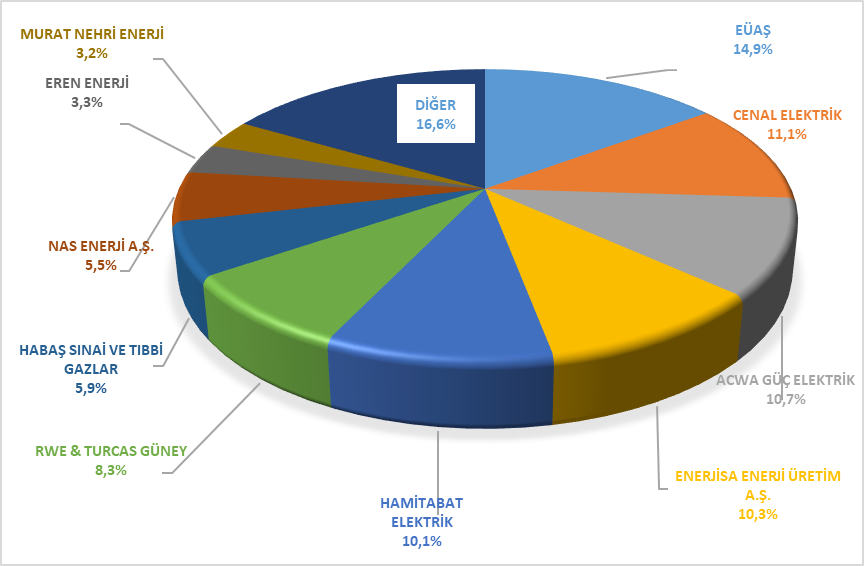 EÜAŞ
14,9%
CENAL ELEKTRİK
11,1%
ACWA GÜÇ ELEKTRİK
10,7%
ENERJİSA ENERJİ ÜRETİM
A.Ş.
10,3%
HAMİTABAT
ELEKTRİK
10,1%
RWE & TURCAS GÜNEY
8,3%
HABAŞ SINAİ VE TIBBİ
GAZLAR
5,9%
NAS ENERJİ A.Ş.
5,5%
EREN ENERJİ
3,3%
MURAT NEHRİ ENERJİ
3,2%
DİĞER
16,6%